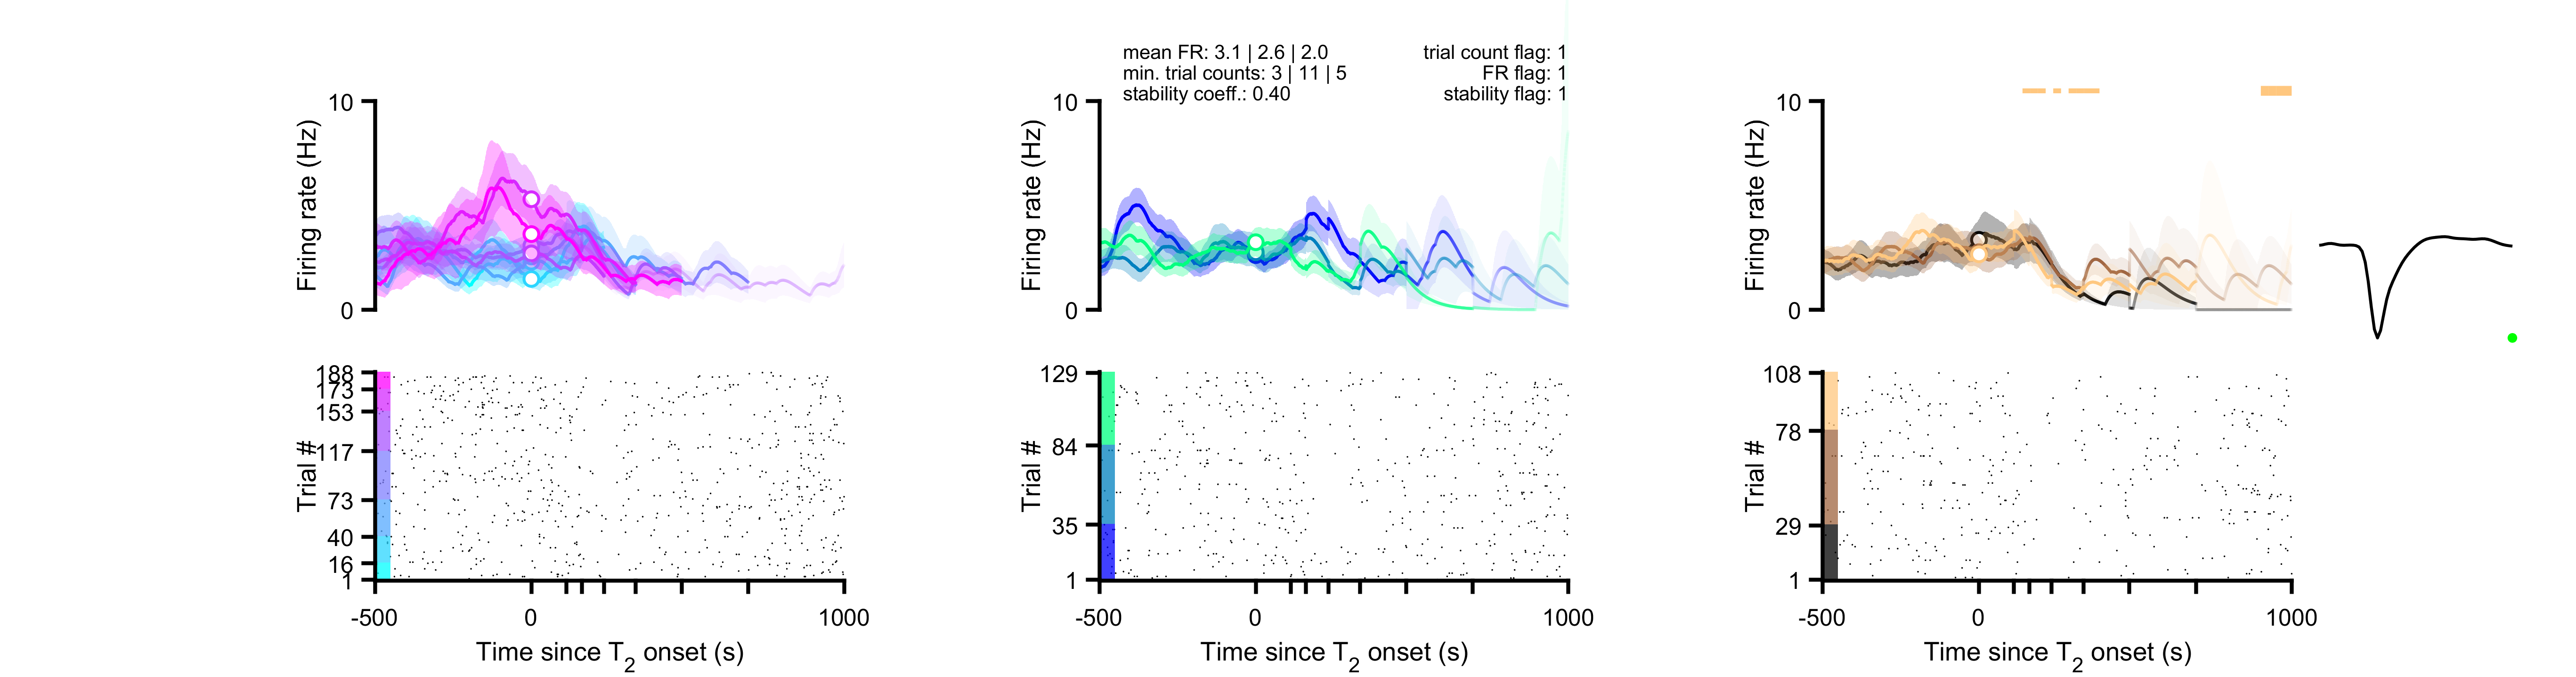 mean FR: 3.1 | 2.6 | 2.0
min. trial counts: 3 | 11 | 5
stability coeff.: 0.40
trial count flag: 1
FR flag: 1
stability flag: 1
10
Firing rate (Hz)
0
188
173
153
117
73
40
16
1
Trial #
-500
0
1000
Time since T2 onset (s)
10
Firing rate (Hz)
0
129
84
35
1
Trial #
-500
0
1000
Time since T2 onset (s)
10
Firing rate (Hz)
0
108
78
29
1
Trial #
-500
0
1000
Time since T2 onset (s)